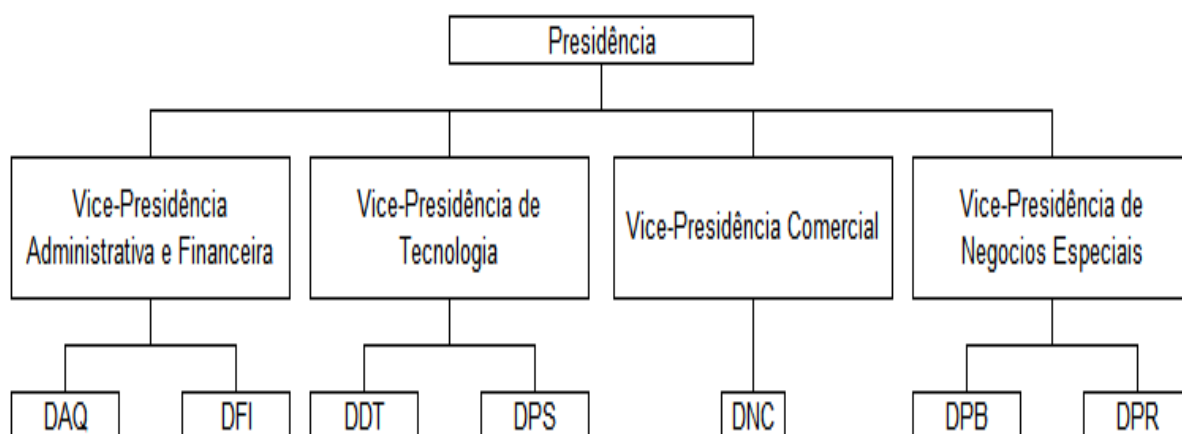 Presidência
Vice-Presidência
Administrativa e Financeira
Vice-Presidência de
Tecnologia
Vice-Presidência Comercial
Vice-Presidência de
Negocios Especiais
DAQ
DFI
DDT
DPS
DNC
DPB
DPR